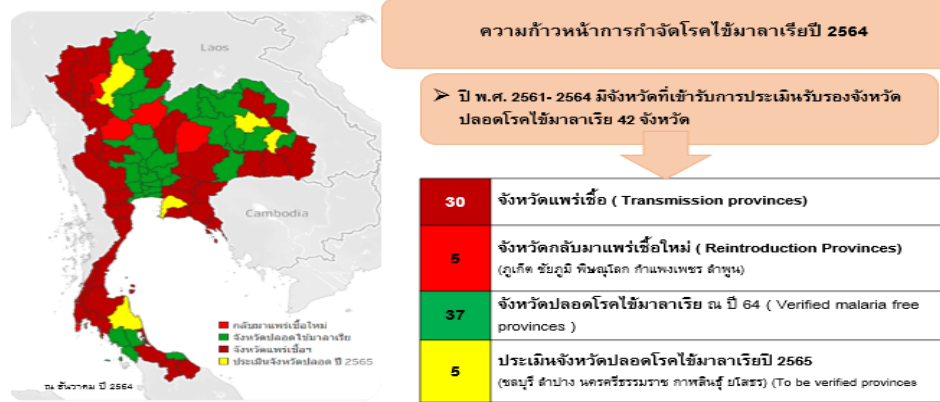 Laos
Cambodia
กลับมาแพร่เชื้อใหม่
จังหวัดปลอดไข้มาลาเรีย
จังหวัดแพร่เชื้อฯ
ประเมินจังหวัดปลอด ปี 2565
ณ ธันวาคม ปี 2564
ความก้าวหน้าการกำจัดโรคไข้มาลาเรียปี 2564
➢ ปี พ.ศ. 2561- 2564 มีจังหวัดที่เข้ารับการประเมินรับรองจังหวัด
ปลอดโรคไข้มาลาเรีย 42 จังหวัด
30 จังหวัดแพร่เชื้อ ( Transmission provinces)
5 จังหวัดกลับมาแพร่เชื้อใหม่ ( Reintroduction Provinces)
(ภูเก็ต ชัยภูมิ พิษณุโลก กำแพงเพชร ลำพูน)
37 จังหวัดปลอดโรคไข้มาลาเรีย ณ ปี 64 ( Verified malaria free
provinces )
5 ประเมินจังหวัดปลอดโรคไข้มาลาเรียปี 2565
(ชลบุรี ลำปาง นครศรีธรรมราช กาฬสินธุ์ ยโสธร) (To be verified provinces